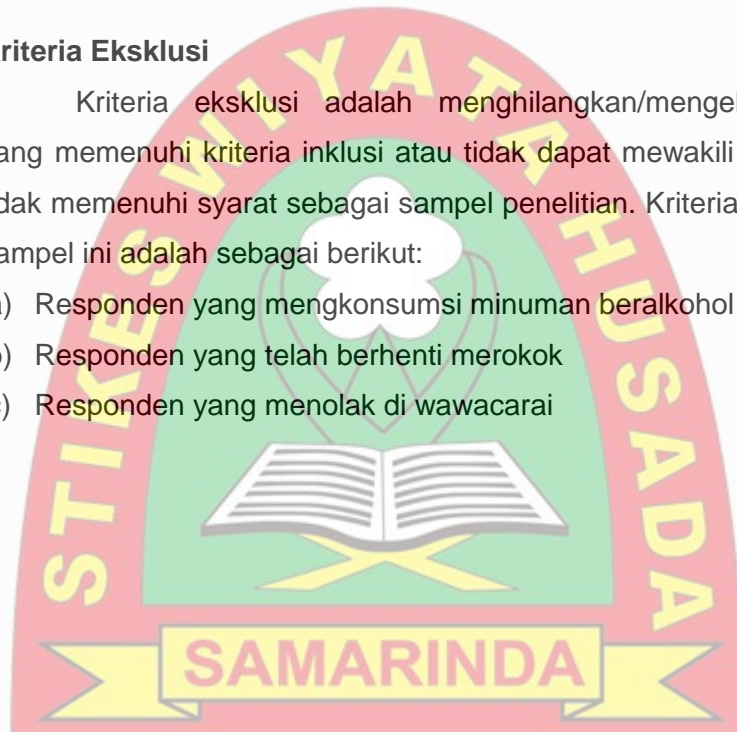 riteria Eksklusi
Kriteria eksklusi adalah menghilangkan/mengel
ang memenuhi kriteria inklusi atau tidak dapat mewakili
dak memenuhi syarat sebagai sampel penelitian. Kriteria
ampel ini adalah sebagai berikut:
) Responden yang mengkonsumsi minuman beralkohol
) Responden yang telah berhenti merokok
) Responden yang menolak di wawacarai
STIKES WIYATA HUSADA
SAMARINDA